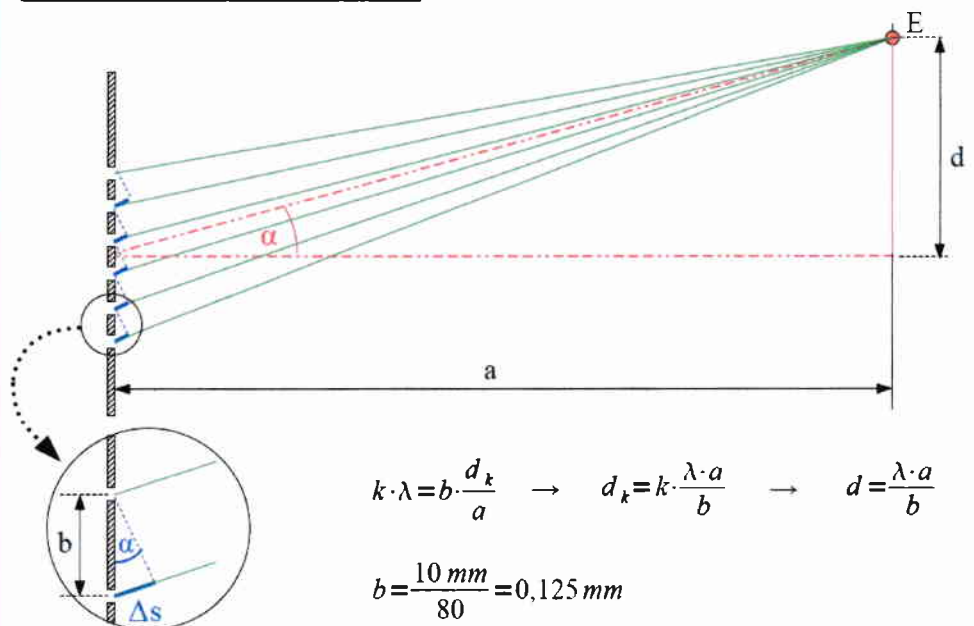 E
d
α
a
k·λ=b·d_k/a → d_k=k·λ·a/b → d=λ·a/b
b
α
b=10 mm/80=0,125 mm
Δs